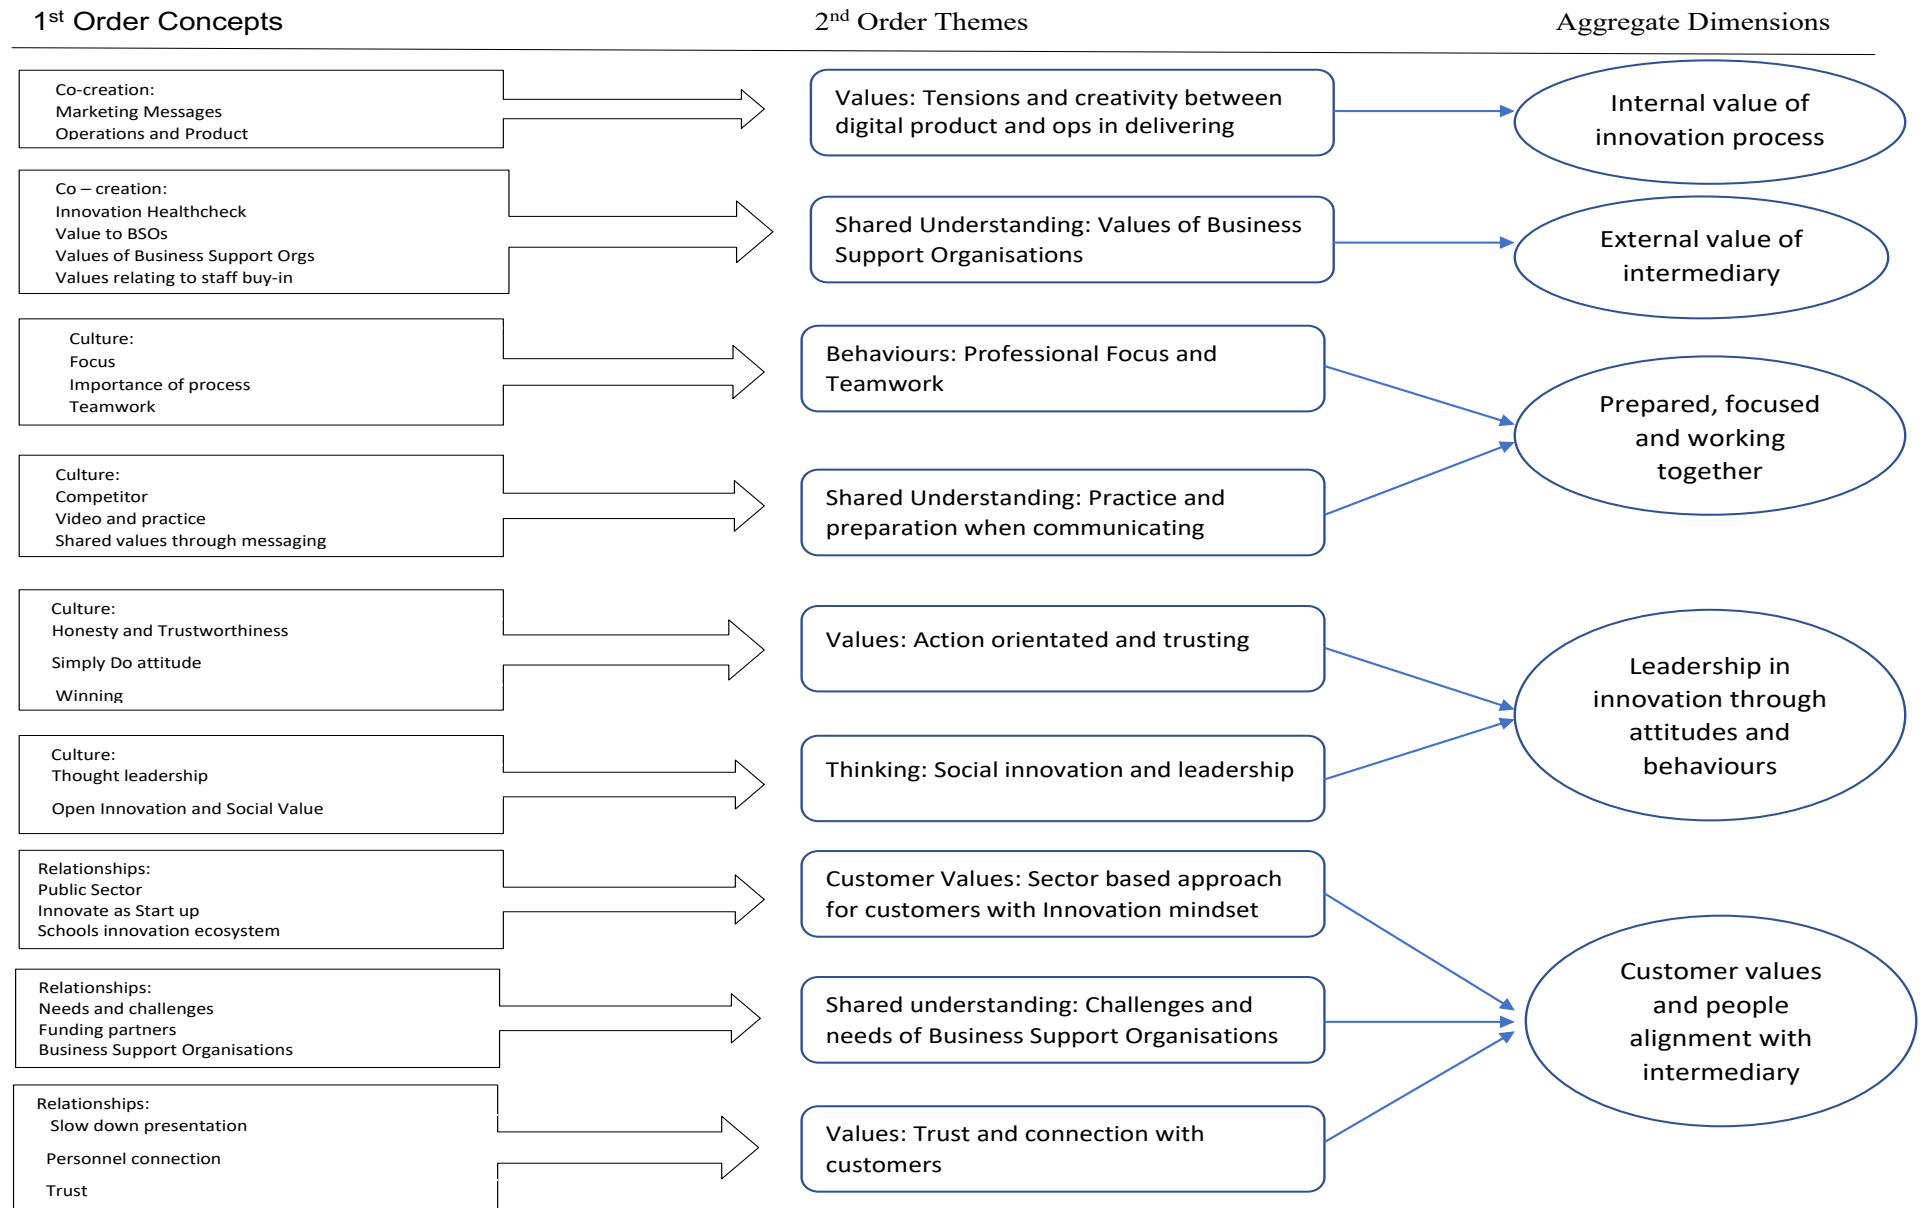 1st Order Concepts
2nd Order Themes
Aggregate Dimensions
Co-creation:
Marketing Messages
Operations and Product
Values: Tensions and creativity between
digital product and ops in delivering
Internal value of
innovation process
Co – creation:
Innovation Healthcheck
Value to BSOs
Values of Business Support Orgs
Values relating to staff buy-in
Shared Understanding: Values of Business
Support Organisations
External value of
intermediary
Culture:
Focus
Importance of process
Teamwork
Behaviours: Professional Focus and
Teamwork
Culture:
Competitor
Video and practice
Shared values through messaging
Shared Understanding: Practice and
preparation when communicating
Prepared, focused
and working
together
Culture:
Honesty and Trustworthiness
Simply Do attitude
Winning
Values: Action orientated and trusting
Culture:
Thought leadership
Open Innovation and Social Value
Thinking: Social innovation and leadership
Leadership in
innovation through
attitudes and
behaviours
Relationships:
Public Sector
Innovate as Start up
Schools innovation ecosystem
Customer Values: Sector based approach
for customers with Innovation mindset
Relationships:
Needs and challenges
Funding partners
Business Support Organisations
Shared understanding: Challenges and
needs of Business Support Organisations
Relationships:
Slow down presentation
Personnel connection
Trust
Values: Trust and connection with
customers
Customer values
and people
alignment with
intermediary